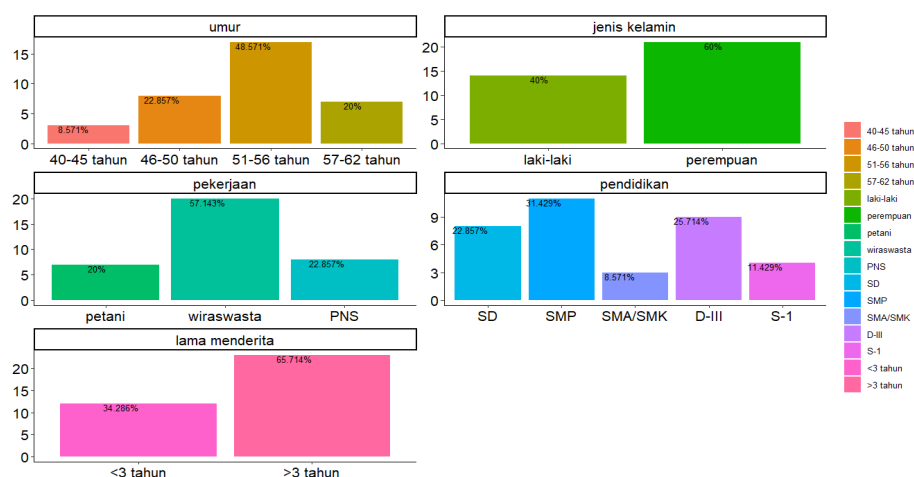 umur
15
10
5
0
8.571%
22.857%
48.571%
20%
40-45 tahun 46-50 tahun 51-56 tahun 57-62 tahun
jenis kelamin
20
15
10
5
0
40%
60%
laki-laki perempuan
pekerjaan
20
15
10
5
0
20%
57.143%
22.857%
petani wiraswasta PNS
pendidikan
9
6
3
0
22.857%
31.429%
8.571%
25.714%
11.429%
SD SMP SMA/SMK D-III S-1
lama menderita
20
15
10
5
0
34.286%
65.714%
<3 tahun >3 tahun
40-45 tahun
46-50 tahun
51-56 tahun
57-62 tahun
laki-laki
perempuan
petani
wiraswasta
PNS
SD
SMP
SMA/SMK
D-III
S-1
<3 tahun
>3 tahun